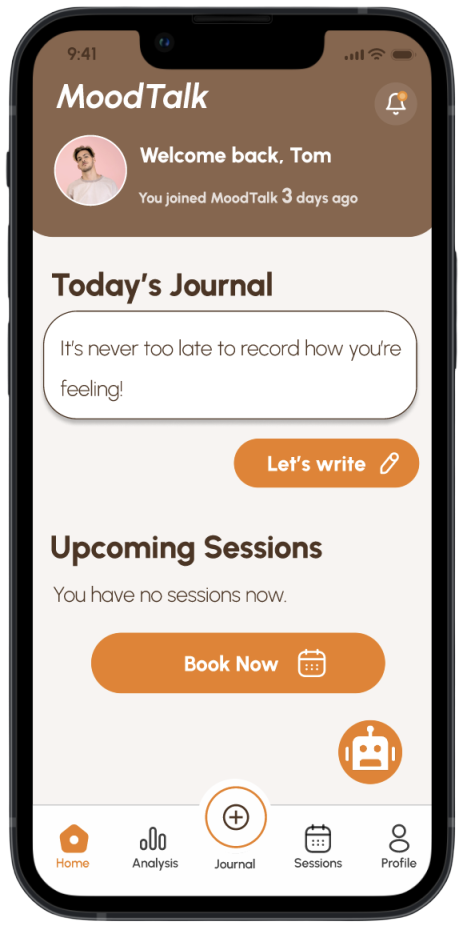 9:41
MoodTalk
Welcome back, Tom
You joined MoodTalk 3 days ago
Today's Journal
It's never too late to record how you're
feeling!
Let's write
Upcoming Sessions
You have no sessions now.
Book Now
Home
Analysis
Journal
Sessions
Profile